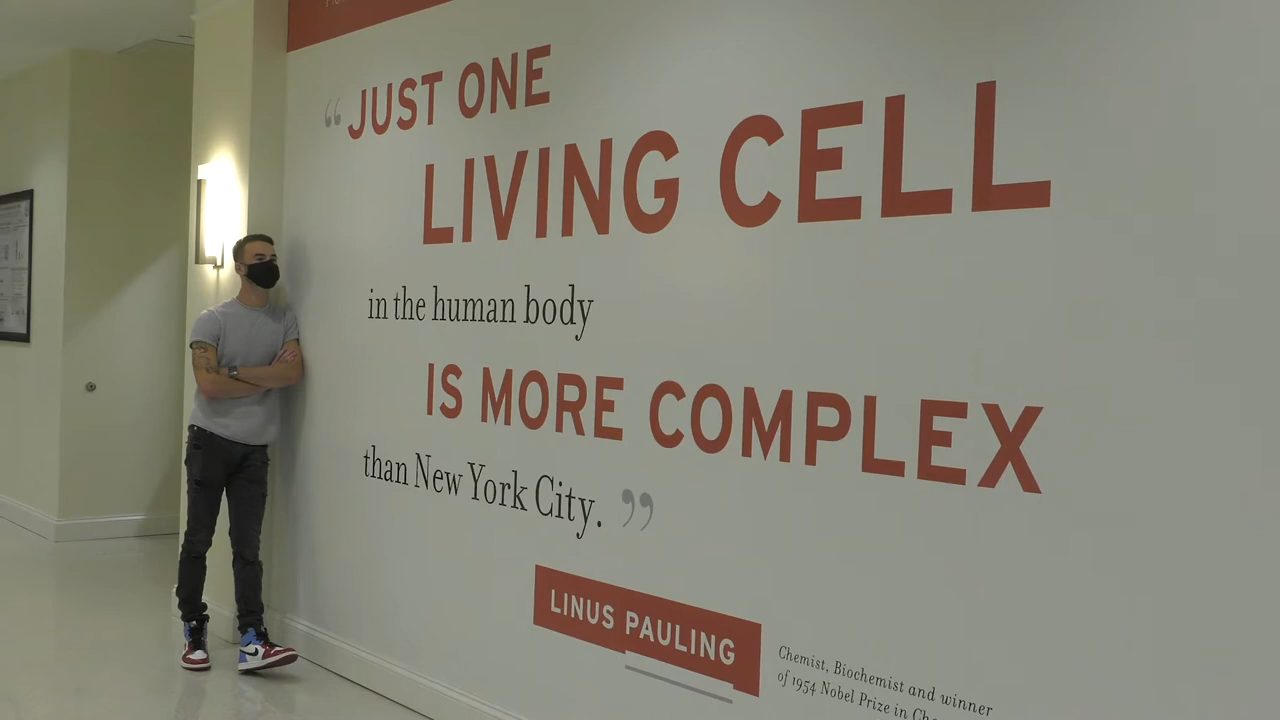 “JUST ONE
LIVING CELL
in the human body
IS MORE COMPLEX
than New York City.”
LINUS PAULING
Chemist, Biochemist and winner
of 1954 Nobel Prize in